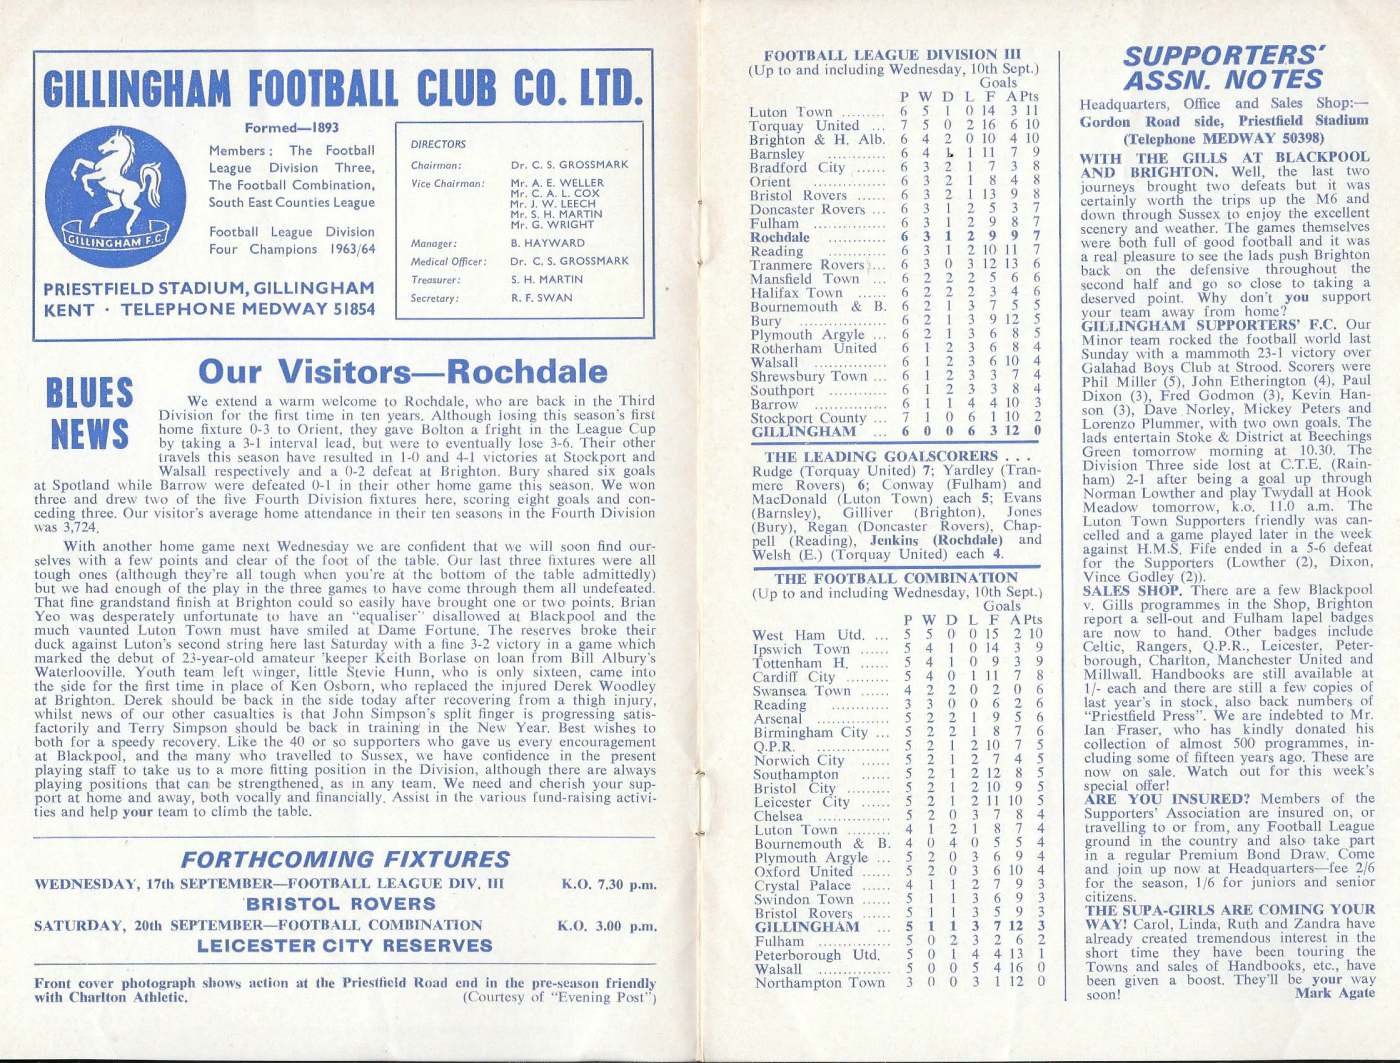 GILLINGHAM FOOTBALL CLUB CO. LTD.
GILLINGHAM F.C.
Formed—1893
Members: The Football
League Division Three,
The Football Combination,
South East Counties League
Football League Division
Four Champions 1963/64
PRIESTFIELD STADIUM, GILLINGHAM
KENT · TELEPHONE MEDWAY 51854
DIRECTORS
Chairman: Dr. C. S. GROSSMARK
Vice Chairman: Mr. A. E. WELLER
Mr. C. A. L. COX
Mr. J. W. LEECH
Mr. S. H. MARTIN
Mr. G. WRIGHT
Manager: B. HAYWARD
Medical Officer: Dr. C. S. GROSSMARK
Treasurer: S. H. MARTIN
Secretary: R. F. SWAN
BLUES
NEWS
Our Visitors—Rochdale
We extend a warm welcome to Rochdale, who are back in the Third
Division for the first time in ten years. Although losing this season's first
home fixture 0-3 to Orient, they gave Bolton a fright in the League Cup
by taking a 3-1 interval lead, but were to eventually lose 3-6. Their other
travels this season have resulted in 1-0 and 4-1 victories at Stockport and
Walsall respectively and a 0-2 defeat at Brighton. Bury shared six goals
at Spotland while Barrow were defeated 0-1 in their other home game this season. We won
three and drew two of the five Fourth Division fixtures here, scoring eight goals and con-
ceding three. Our visitor's average home attendance in their ten seasons in the Fourth Division
was 3,724.
With another home game next Wednesday we are confident that we will soon find our-
selves with a few points and clear of the foot of the table. Our last three fixtures were all
tough ones (although they're all tough when you're at the bottom of the table admittedly)
but we had enough of the play in the three games to have come through them all undefeated.
That fine grandstand finish at Brighton could so easily have brought one or two points. Brian
Yeo was desperately unfortunate to have an "equaliser" disallowed at Blackpool and the
much vaunted Luton Town must have smiled at Dame Fortune. The reserves broke their
duck against Luton's second string here last Saturday with a fine 3-2 victory in a game which
marked the debut of 23-year-old amateur 'keeper Keith Borlase on loan from Bill Albury's
Waterlooville. Youth team left winger, little Stevie Hunn, who is only sixteen, came into
the side for the first time in place of Ken Osborn, who replaced the injured Derek Woodley
at Brighton. Derek should be back in the side today after recovering from a thigh injury,
whilst news of our other casualties is that John Simpson's split finger is progressing satis-
factorily and Terry Simpson should be back in training in the New Year. Best wishes to
both for a speedy recovery. Like the 40 or so supporters who gave us every encouragement
at Blackpool, and the many who travelled to Sussex, we have confidence in the present
playing staff to take us to a more fitting position in the Division, although there are always
playing positions that can be strengthened, as in any team. We need and cherish your sup-
port at home and away, both vocally and financially. Assist in the various fund-raising activi-
ties and help your team to climb the table.
FORTHCOMING FIXTURES
WEDNESDAY, 17th SEPTEMBER—FOOTBALL LEAGUE DIV. III K.O. 7.30 p.m.
BRISTOL ROVERS
SATURDAY, 20th SEPTEMBER—FOOTBALL COMBINATION K.O. 3.00 p.m.
LEICESTER CITY RESERVES
Front cover photograph shows action at the Priestfield Road end in the pre-season friendly
with Charlton Athletic. (Courtesy of "Evening Post")
FOOTBALL LEAGUE DIVISION III
(Up to and including Wednesday, 10th Sept.)
Goals
P W D L F A Pts
Luton Town ......... 6 5 1 0 14 3 11
Torquay United ... 7 5 0 2 16 6 10
Brighton & H. Alb. 6 4 2 0 10 4 10
Barnsley ............ 6 4 1 1 11 7 9
Bradford City ...... 6 3 2 1 7 3 8
Orient ............... 6 3 2 1 8 4 8
Bristol Rovers ...... 6 3 2 1 13 9 8
Doncaster Rovers ... 6 3 1 2 5 3 7
Fulham ............... 6 3 1 2 9 8 7
Rochdale ............ 6 3 1 2 9 9 7
Reading ............ 6 3 1 2 10 11 7
Tranmere Rovers ... 6 3 0 3 12 13 6
Mansfield Town ... 6 2 2 2 5 6 6
Halifax Town ...... 6 2 2 2 3 4 6
Bournemouth & B. 6 2 1 3 7 5 5
Bury .................. 6 2 1 3 9 12 5
Plymouth Argyle ... 6 2 1 3 6 8 5
Rotherham United 6 1 2 3 6 8 4
Walsall ............... 6 1 2 3 6 10 4
Shrewsbury Town ... 6 1 2 3 3 7 4
Southport ............ 6 1 2 3 3 8 4
Barrow ............... 6 1 1 4 4 10 3
Stockport County ... 7 1 0 6 1 10 2
GILLINGHAM ... 6 0 0 6 3 12 0
THE LEADING GOALSCORERS . . .
Rudge (Torquay United) 7; Yardley (Tran-
mere Rovers) 6; Conway (Fulham) and
MacDonald (Luton Town) each 5; Evans
(Barnsley), Gilliver (Brighton), Jones
(Bury), Regan (Doncaster Rovers), Chap-
pell (Reading), Jenkins (Rochdale) and
Welsh (E.) (Torquay United) each 4.
THE FOOTBALL COMBINATION
(Up to and including Wednesday, 10th Sept.)
Goals
P W D L F A Pts
West Ham Utd. ... 5 5 0 0 15 2 10
Ipswich Town ...... 5 4 1 0 14 3 9
Tottenham H. ...... 5 4 1 0 9 3 9
Cardiff City ......... 5 4 0 1 11 7 8
Swansea Town ...... 4 2 2 0 2 0 6
Reading ............ 3 3 0 0 6 2 6
Arsenal ............... 5 2 2 1 9 5 6
Birmingham City ... 5 2 2 1 8 7 6
Q.P.R. ............... 5 2 1 2 10 7 5
Norwich City ...... 5 2 1 2 7 4 5
Southampton ...... 5 2 1 2 12 8 5
Bristol City ......... 5 2 1 2 10 9 5
Leicester City ...... 5 2 1 2 11 10 5
Chelsea ............... 5 2 0 3 7 8 4
Luton Town ......... 4 1 2 1 8 7 4
Bournemouth & B. 4 0 4 0 5 5 4
Plymouth Argyle ... 5 2 0 3 6 9 4
Oxford United ...... 5 2 0 3 6 10 4
Crystal Palace ...... 4 1 1 2 7 9 3
Swindon Town ...... 5 1 1 3 6 9 3
Bristol Rovers ...... 5 1 1 3 5 9 3
GILLINGHAM ... 5 1 1 3 7 12 3
Fulham ............... 5 0 2 3 2 6 2
Peterborough Utd. 5 0 1 4 4 13 1
Walsall ............... 5 0 0 5 4 16 0
Northampton Town 3 0 0 3 1 12 0
SUPPORTERS'
ASSN. NOTES
Headquarters, Office and Sales Shop:—
Gordon Road side, Priestfield Stadium
(Telephone MEDWAY 50398)
WITH THE GILLS AT BLACKPOOL
AND BRIGHTON. Well, the last two
journeys brought two defeats but it was
certainly worth the trips up the M6 and
down through Sussex to enjoy the excellent
scenery and weather. The games themselves
were both full of good football and it was
a real pleasure to see the lads push Brighton
back on the defensive throughout the
second half and go so close to taking a
deserved point. Why don't you support
your team away from home?
GILLINGHAM SUPPORTERS' F.C. Our
Minor team rocked the football world last
Sunday with a mammoth 23-1 victory over
Galahad Boys Club at Strood. Scorers were
Phil Miller (5), John Etherington (4), Paul
Dixon (3), Fred Godmon (3), Kevin Han-
son (3), Dave Norley, Mickey Peters and
Lorenzo Plummer, with two own goals. The
lads entertain Stoke & District at Beechings
Green tomorrow morning at 10.30. The
Division Three side lost at C.T.E. (Rain-
ham) 2-1 after being a goal up through
Norman Lowther and play Twydall at Hook
Meadow tomorrow, k.o. 11.0 a.m. The
Luton Town Supporters friendly was can-
celled and a game played later in the week
against H.M.S. Fife ended in a 5-6 defeat
for the Supporters (Lowther (2), Dixon,
Vince Godley (2)).
SALES SHOP. There are a few Blackpool
v. Gills programmes in the Shop, Brighton
report a sell-out and Fulham lapel badges
are now to hand. Other badges include
Celtic, Rangers, Q.P.R., Leicester, Peter-
borough, Charlton, Manchester United and
Millwall. Handbooks are still available at
1/- each and there are still a few copies of
last year's in stock, also back numbers of
"Priestfield Press". We are indebted to Mr.
Ian Fraser, who has kindly donated his
collection of almost 500 programmes, in-
cluding some of fifteen years ago. These are
now on sale. Watch out for this week's
special offer!
ARE YOU INSURED? Members of the
Supporters' Association are insured on, or
travelling to or from, any Football League
ground in the country and also take part
in a regular Premium Bond Draw. Come
and join up now at Headquarters—fee 2/6
for the season, 1/6 for juniors and senior
citizens.
THE SUPA-GIRLS ARE COMING YOUR
WAY! Carol, Linda, Ruth and Zandra have
already created tremendous interest in the
short time they have been touring the
Towns and sales of Handbooks, etc., have
been given a boost. They'll be your way
soon! Mark Agate